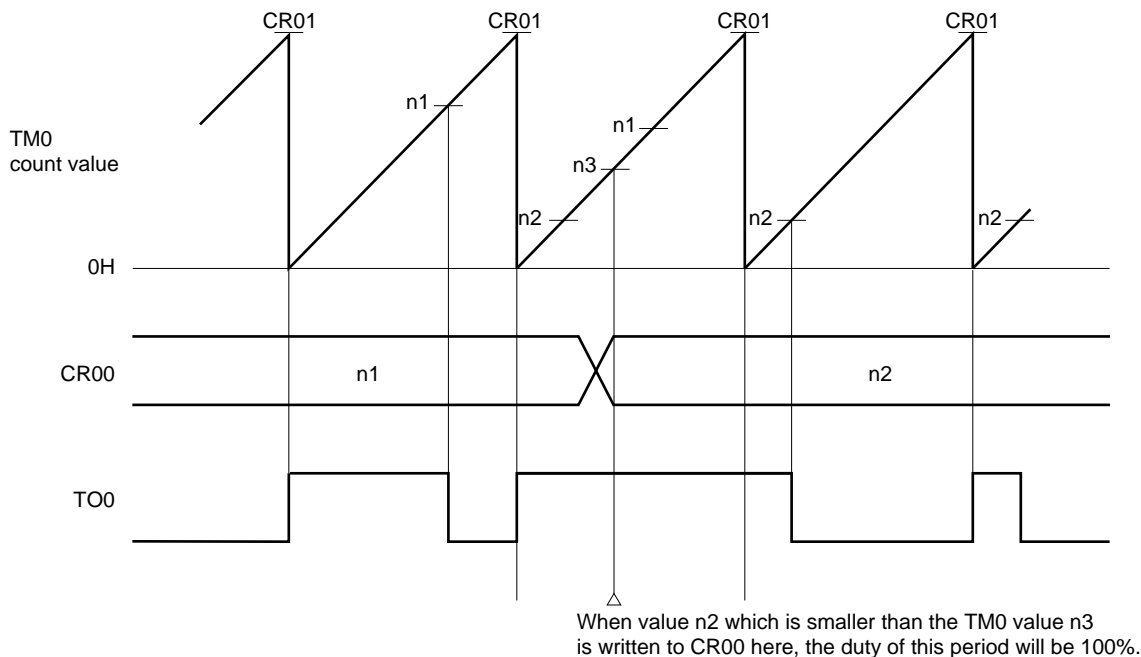 CR01 CR01 CR01 CR01
n1
n1
TM0
count value
n3
n2 n2 n2
0H
CR00 n1 n2
TO0
When value n2 which is smaller than the TM0 value n3
is written to CR00 here, the duty of this period will be 100%.